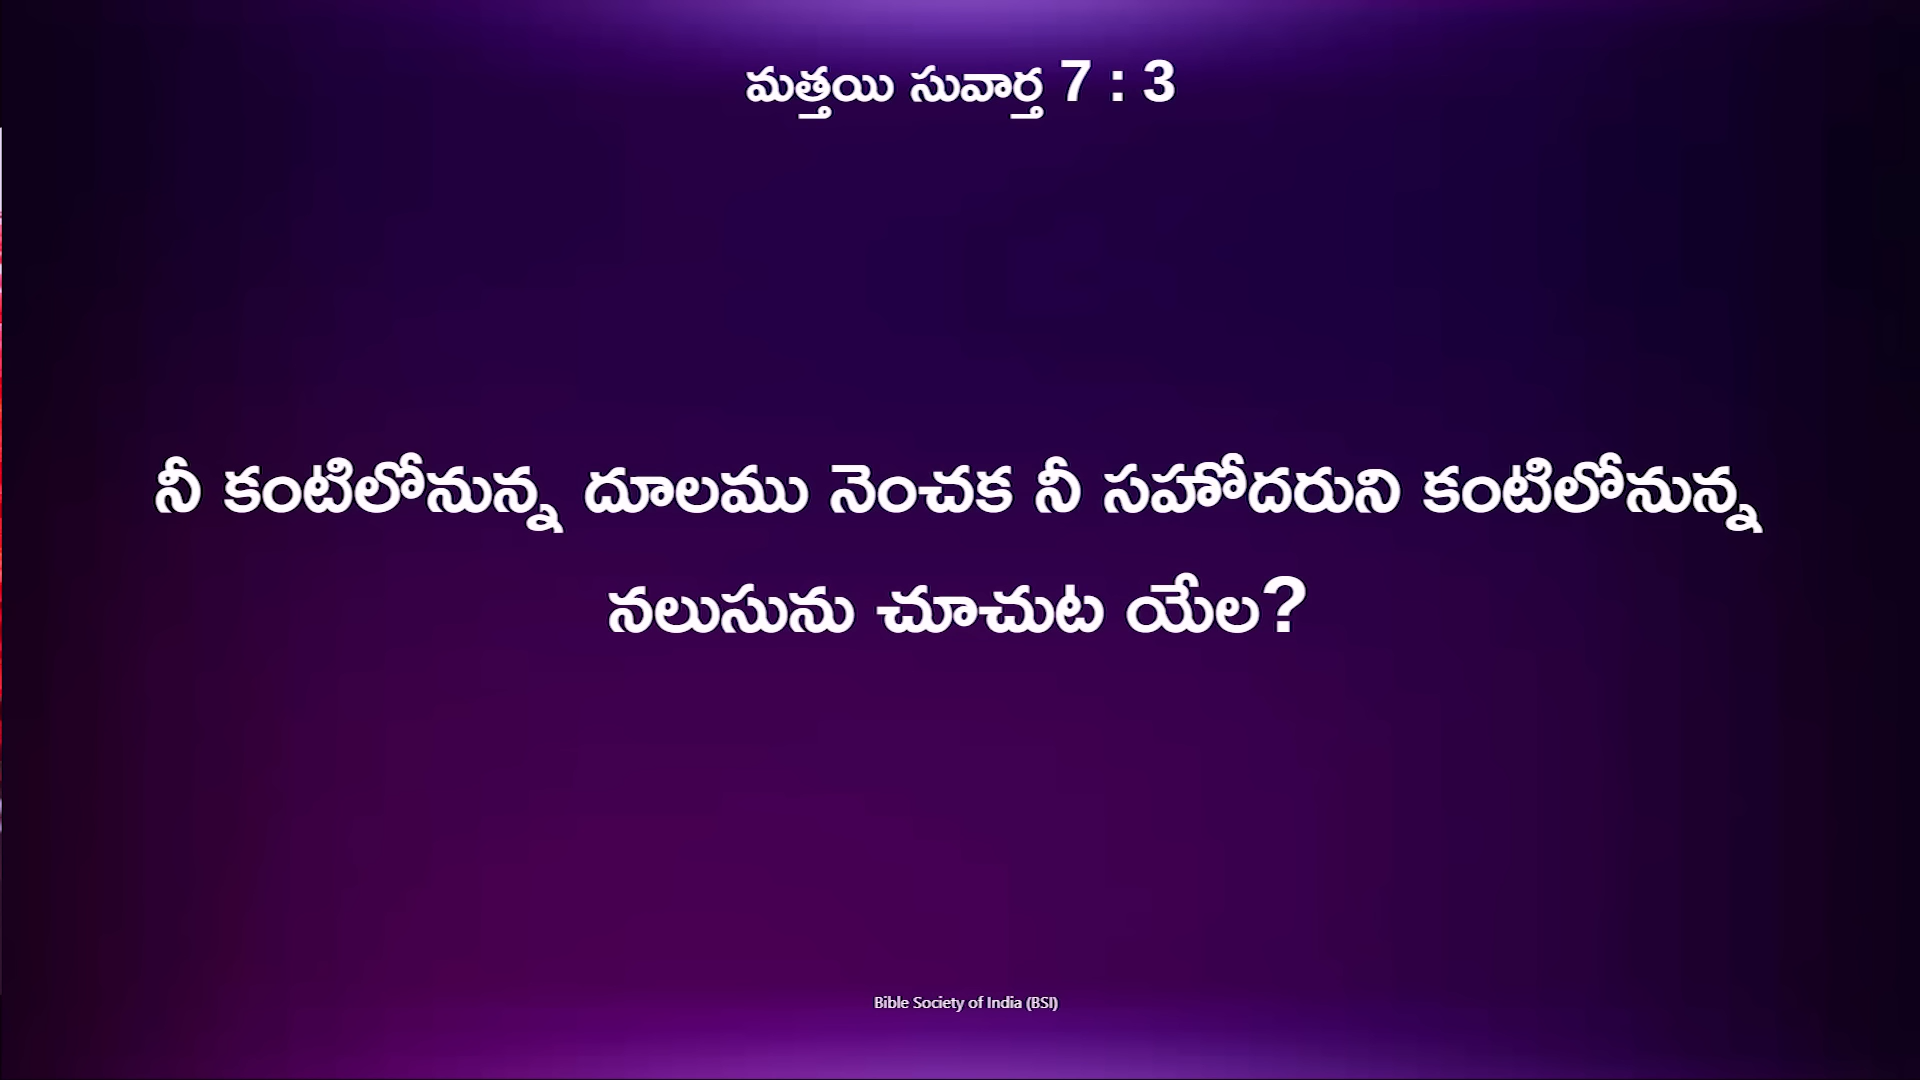 మత్తయి సువార్త 7 : 3
నీ కంటిలోనున్న దూలము నెంచక నీ సహోదరుని కంటిలోనున్న
నలుసును చూచుట యేల?
Bible Society of India (BSI)